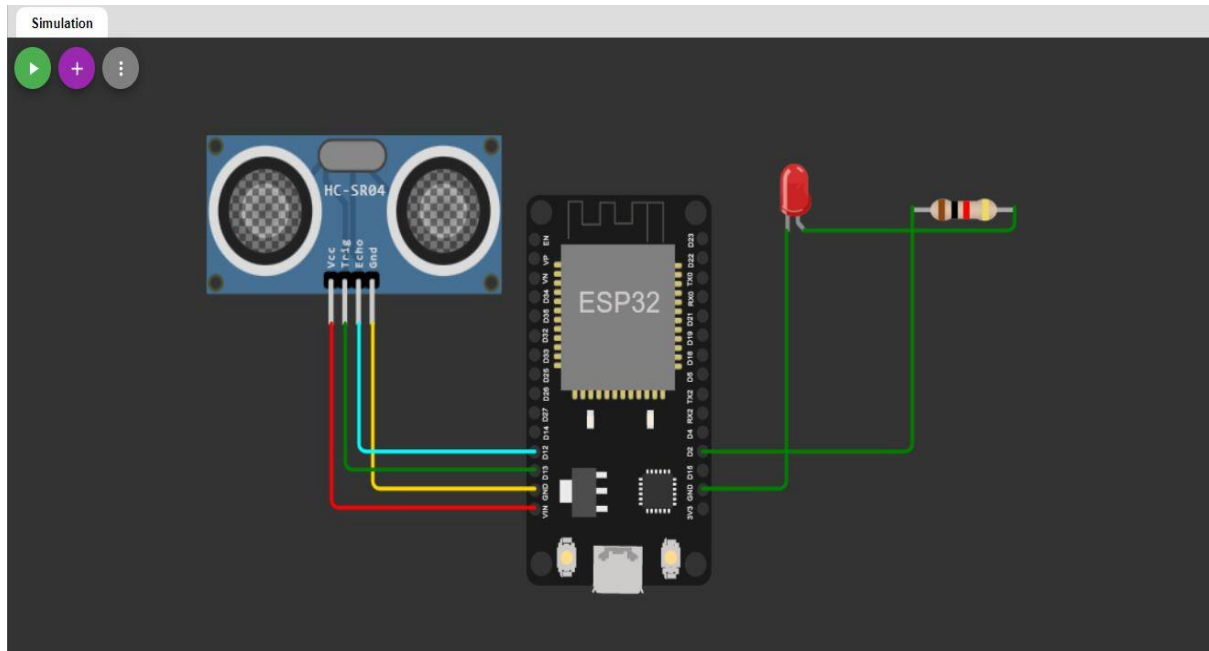 Simulation
HC-SR04
Vcc
Trig
Echo
Gnd
ESP32
EN
VP
VN
D34
D35
D32
D33
D25
D26
D27
D14
D12
D13
GND
VIN
D23
D22
TX0
RX0
D21
D19
D18
D5
TX2
RX2
D4
D2
D15
GND
3V3